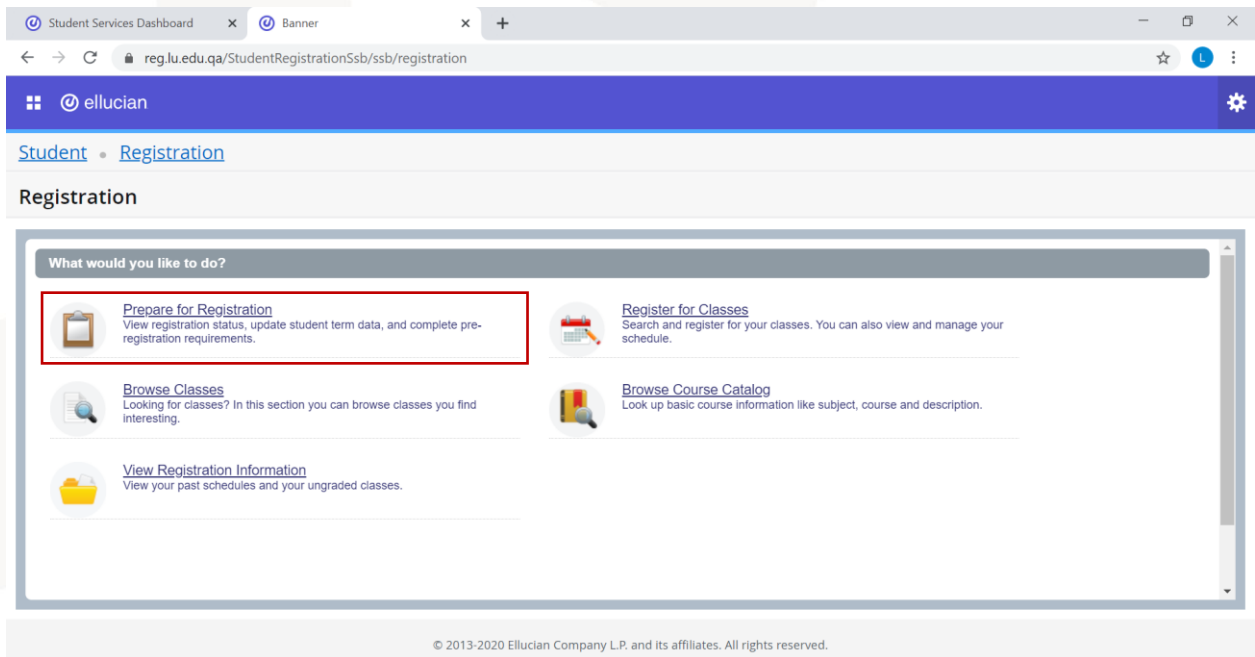 Student Services Dashboard
Banner
reg.lu.edu.qa/StudentRegistrationSsb/ssb/registration
L
ellucian
Student • Registration
Registration
What would you like to do?
Prepare for Registration
View registration status, update student term data, and complete pre-
registration requirements.
Register for Classes
Search and register for your classes. You can also view and manage your
schedule.
Browse Classes
Looking for classes? In this section you can browse classes you find
interesting.
Browse Course Catalog
Look up basic course information like subject, course and description.
View Registration Information
View your past schedules and your ungraded classes.
© 2013-2020 Ellucian Company L.P. and its affiliates. All rights reserved.